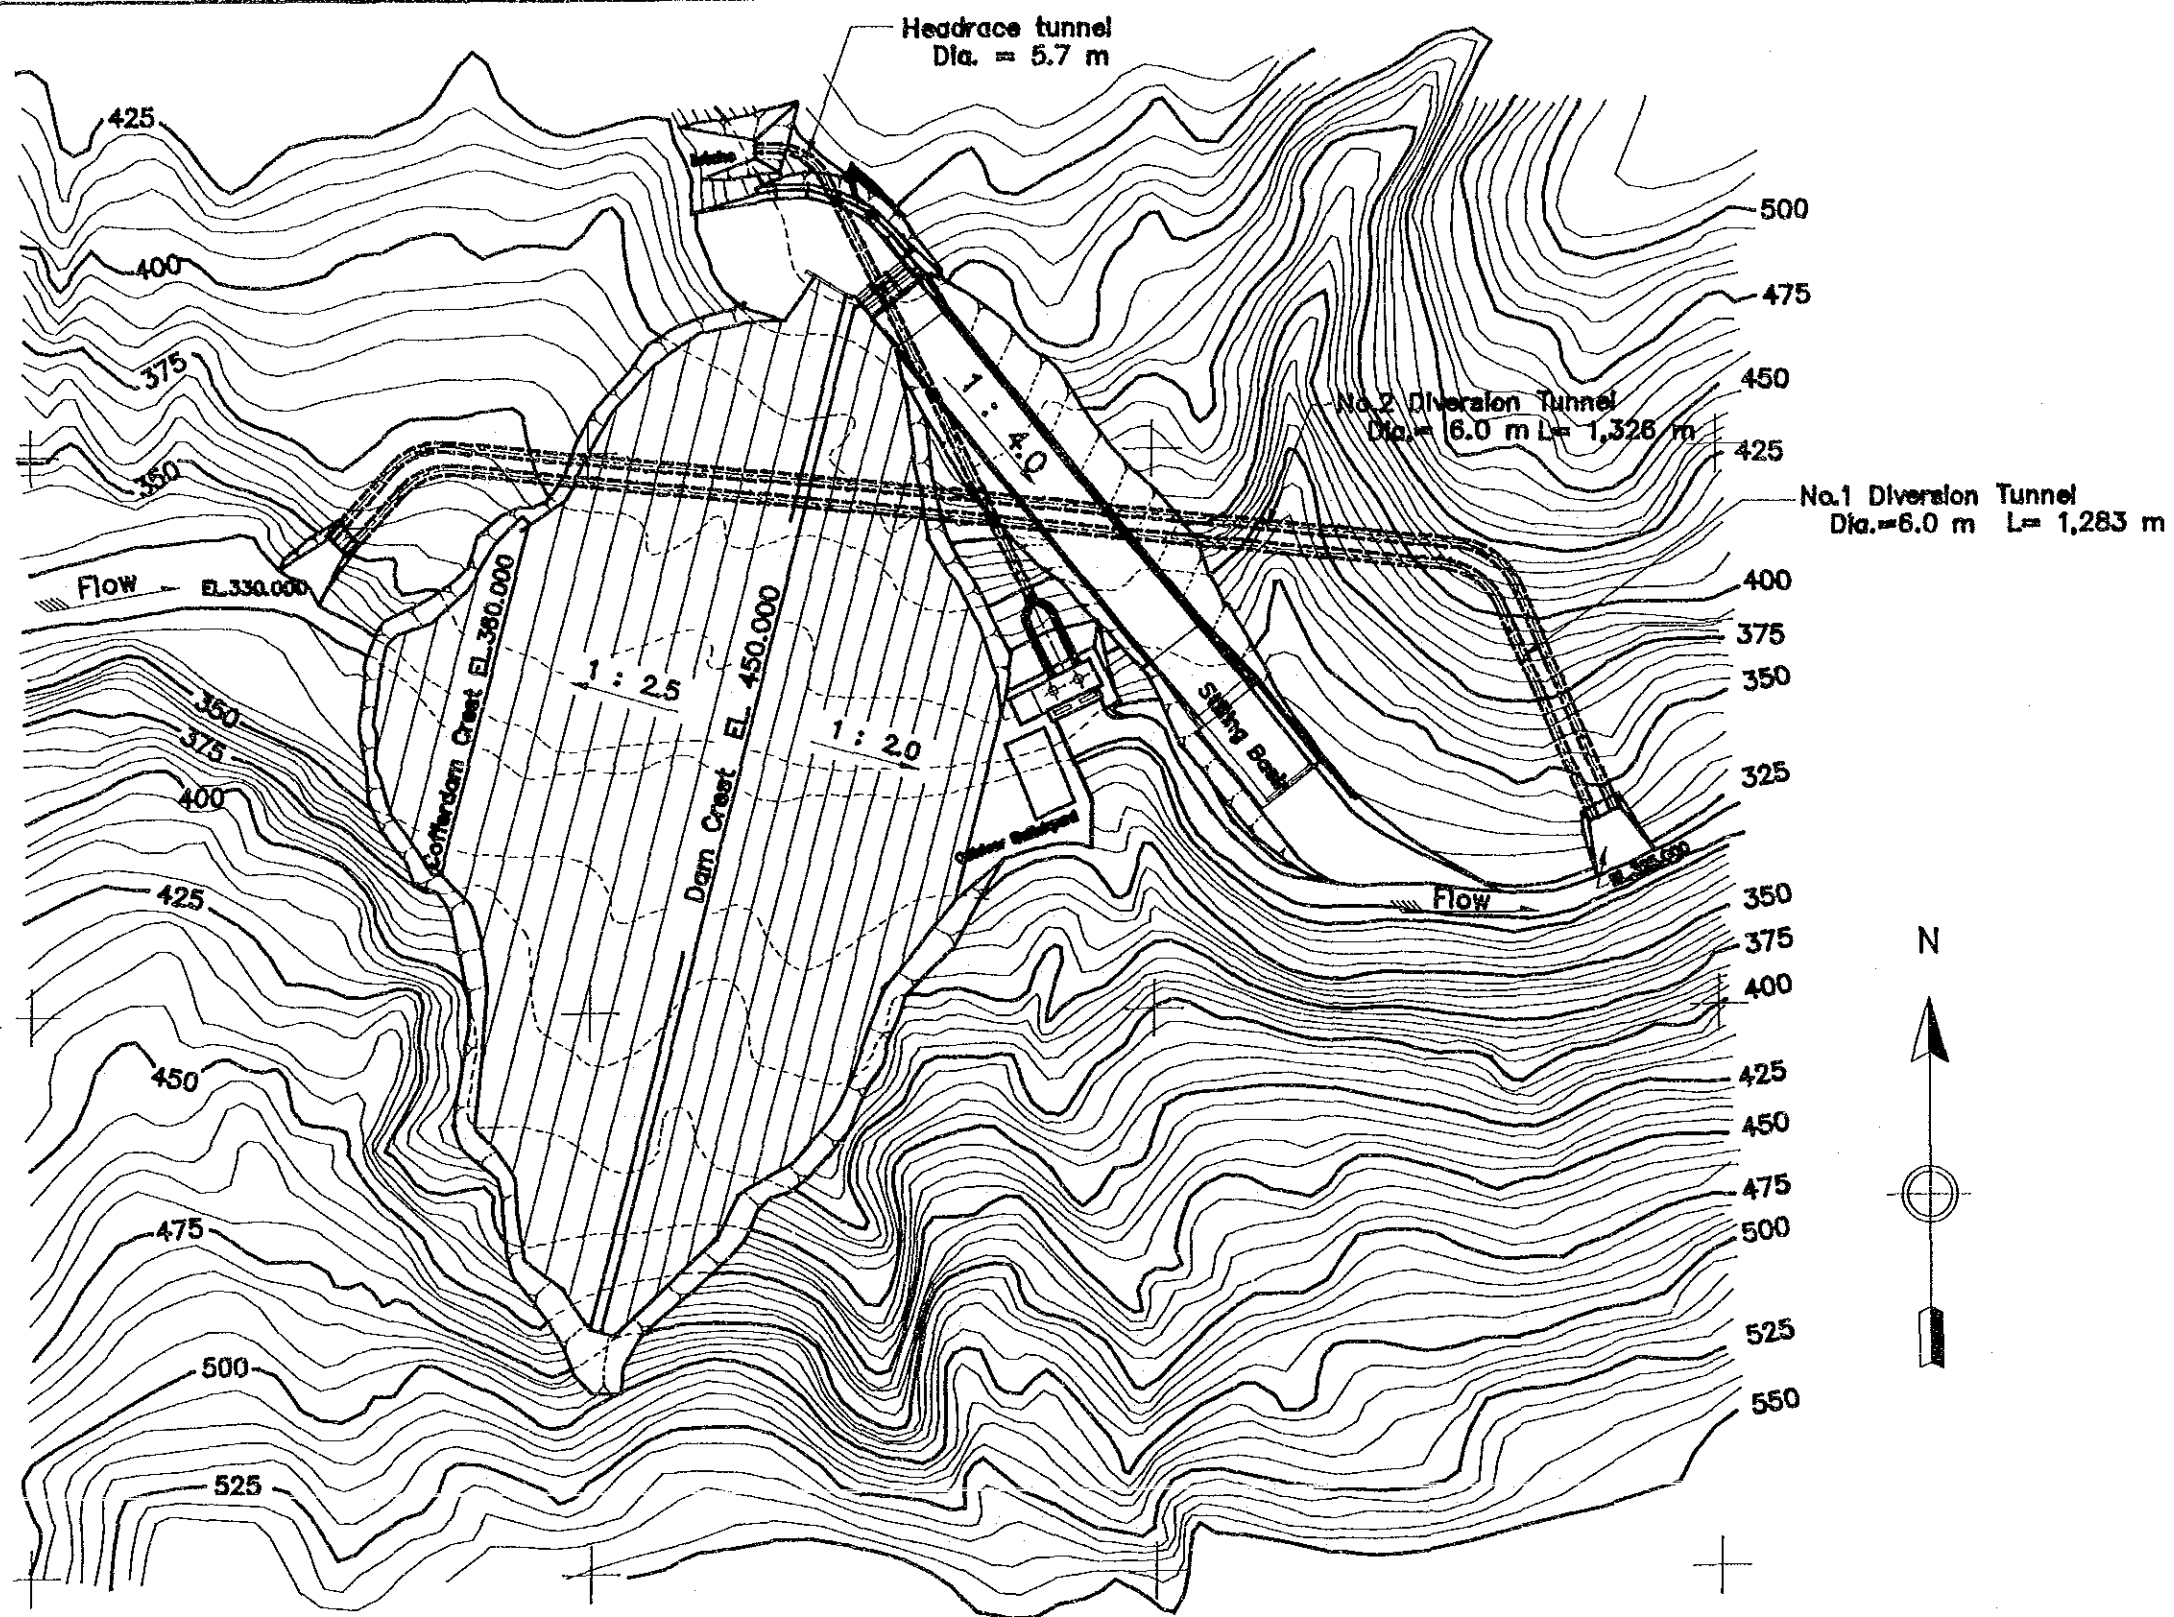 Headrace tunnel
Dia. = 5.7 m
425
Intake
500
400
475
375
450
1 : 4.0
No.2 Diversion Tunnel
Dia.= 6.0 m L= 1,326 m
425
350
No.1 Diversion Tunnel
Dia.=6.0 m L= 1,283 m
Flow
EL.330.000
400
375
350
Cofferdam Crest EL.380.000
Dam Crest EL. 450.000
1 : 2.5
1 : 2.0
Stilling Basin
350
375
400
325
Outdoor Switchyard
Flow
425
350
375
N
400
450
425
450
475
475
500
500
525
550
525